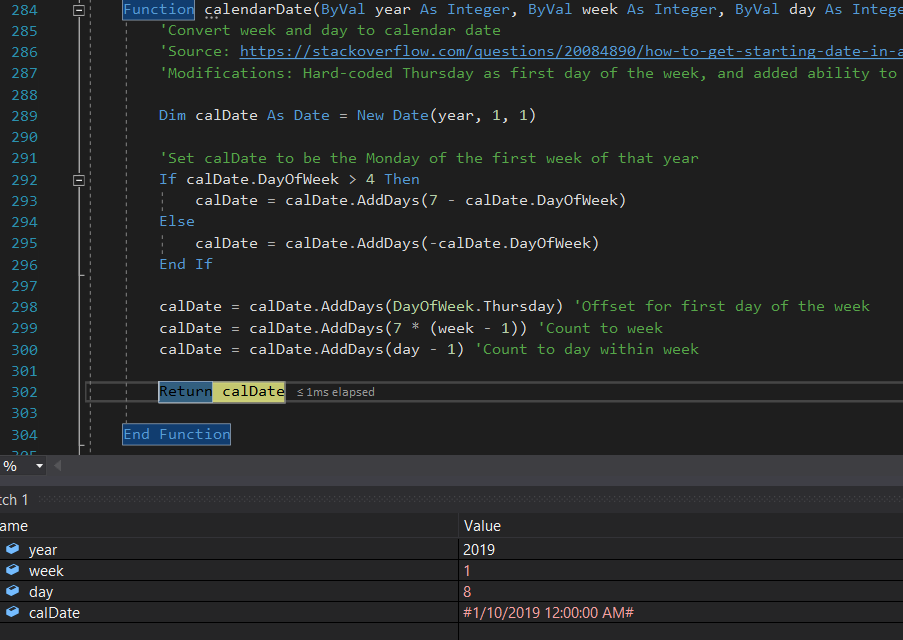 284 Function calendarDate(ByVal year As Integer, ByVal week As Integer, ByVal day As Intege
285 'Convert week and day to calendar date
286 'Source: https://stackoverflow.com/questions/20084890/how-to-get-starting-date-in-a
287 'Modifications: Hard-coded Thursday as first day of the week, and added ability to
288
289 Dim calDate As Date = New Date(year, 1, 1)
290
291 'Set calDate to be the Monday of the first week of that year
292 If calDate.DayOfWeek > 4 Then
293 calDate = calDate.AddDays(7 - calDate.DayOfWeek)
294 Else
295 calDate = calDate.AddDays(-calDate.DayOfWeek)
296 End If
297
298 calDate = calDate.AddDays(DayOfWeek.Thursday) 'Offset for first day of the week
299 calDate = calDate.AddDays(7 * (week - 1)) 'Count to week
300 calDate = calDate.AddDays(day - 1) 'Count to day within week
301
302 Return calDate ≤ 1ms elapsed
303
304 End Function
305
%
tch 1
ame Value
year 2019
week 1
day 8
calDate #1/10/2019 12:00:00 AM#